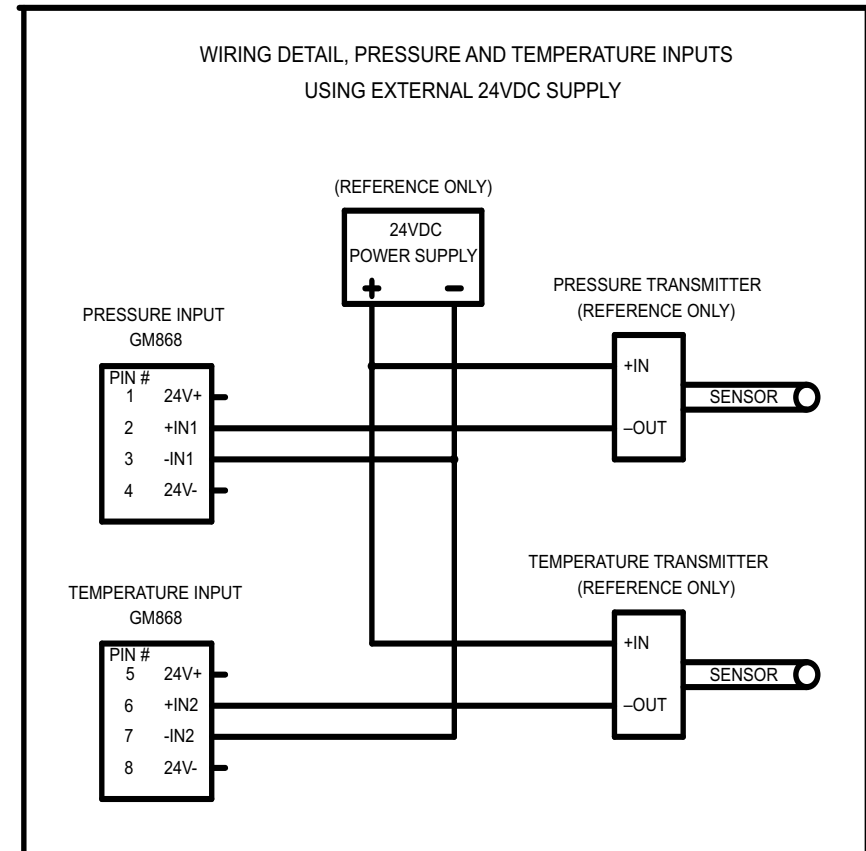 WIRING DETAIL, PRESSURE AND TEMPERATURE INPUTS
USING EXTERNAL 24VDC SUPPLY
(REFERENCE ONLY)
24VDC
POWER SUPPLY
+ −
PRESSURE TRANSMITTER
(REFERENCE ONLY)
+IN
–OUT
SENSOR
PRESSURE INPUT
GM868
PIN #
1 24V+
2 +IN1
3 -IN1
4 24V-
TEMPERATURE TRANSMITTER
(REFERENCE ONLY)
+IN
–OUT
SENSOR
TEMPERATURE INPUT
GM868
PIN #
5 24V+
6 +IN2
7 -IN2
8 24V-